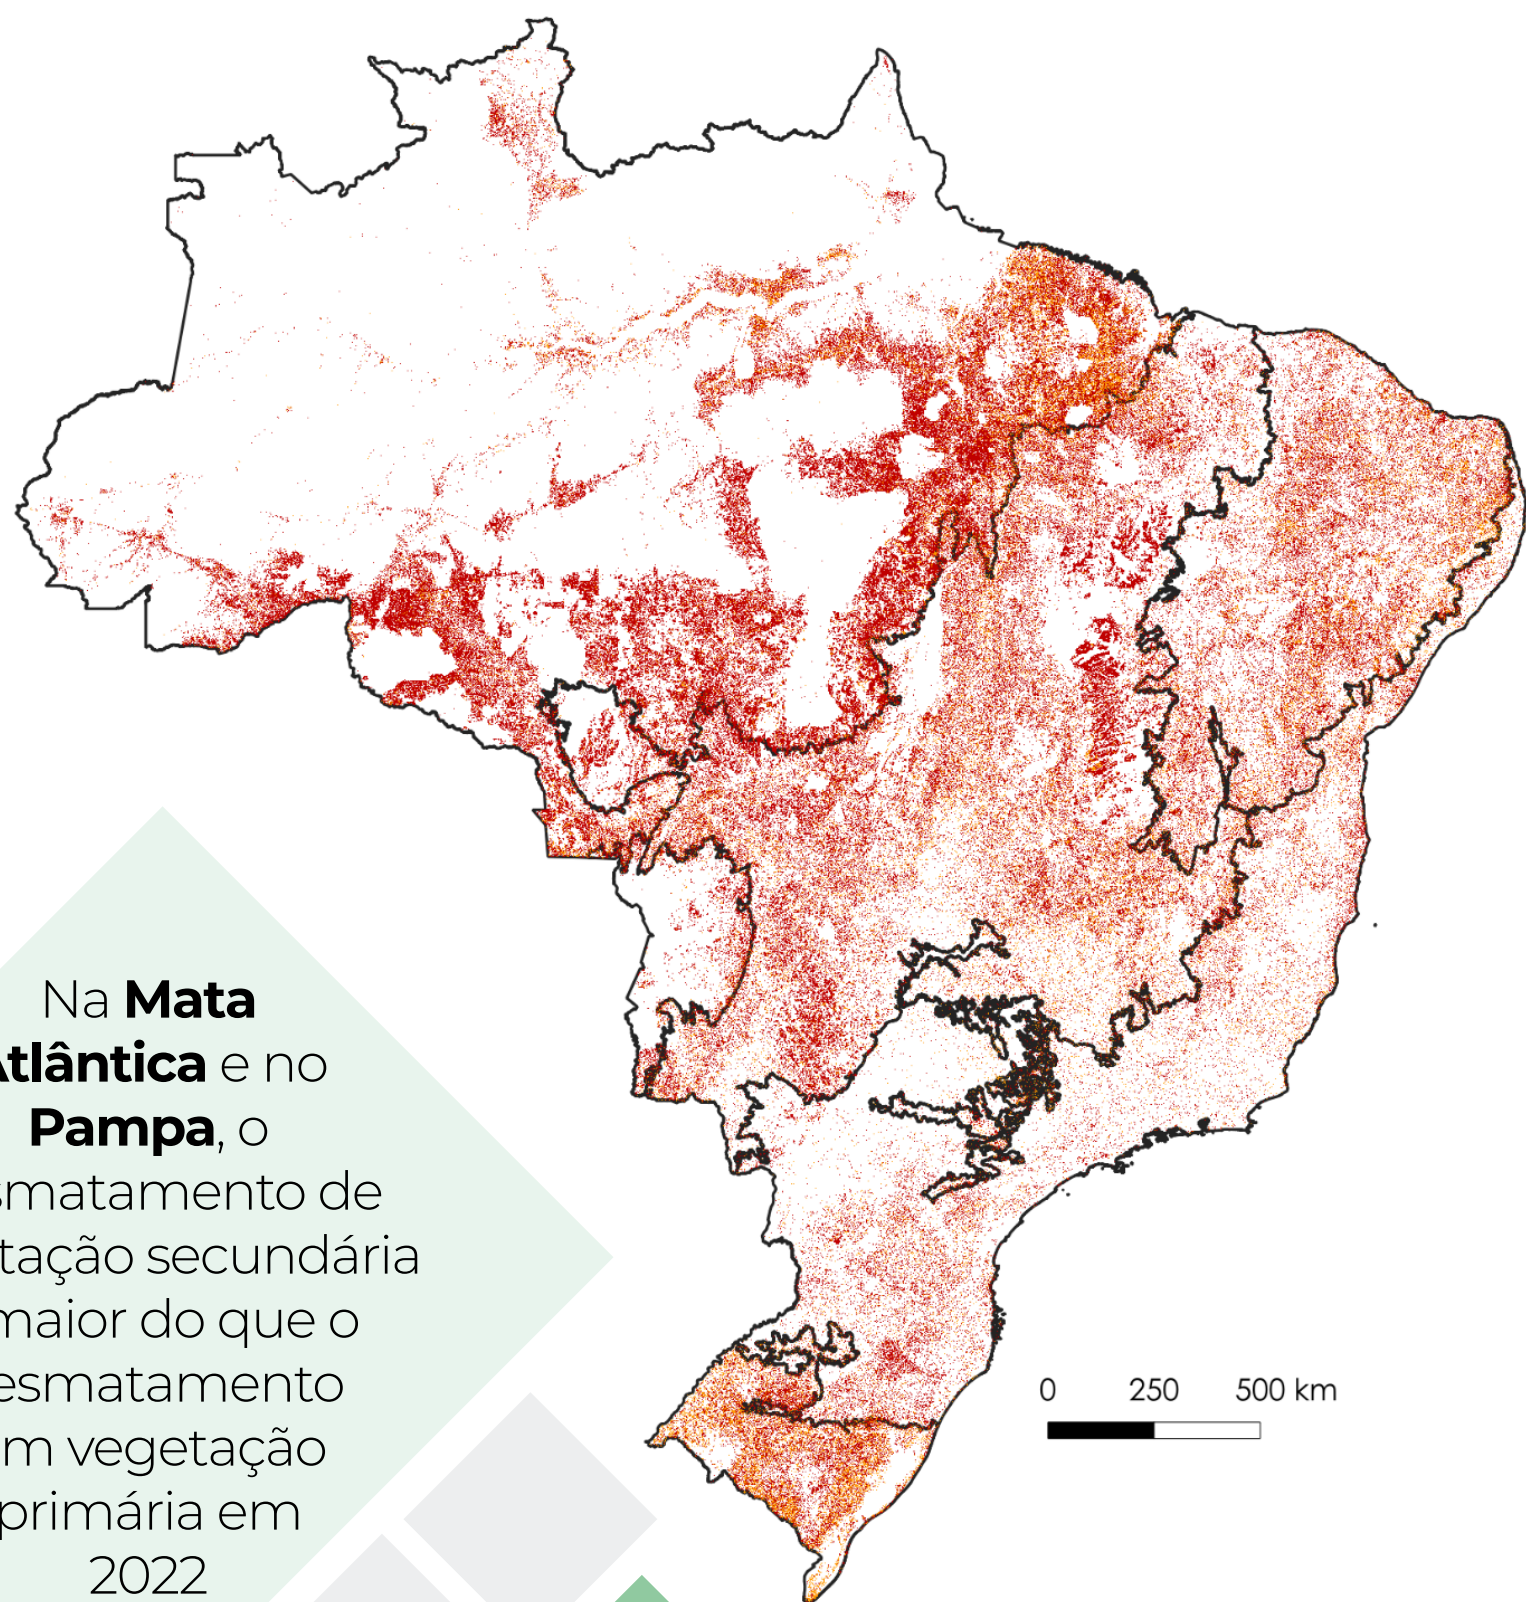 Na Mata
Atlântica e no
Pampa, o
smatamento de
tação secundária
maior do que o
esmatamento
m vegetação
primária em
2022
0 250 500 km